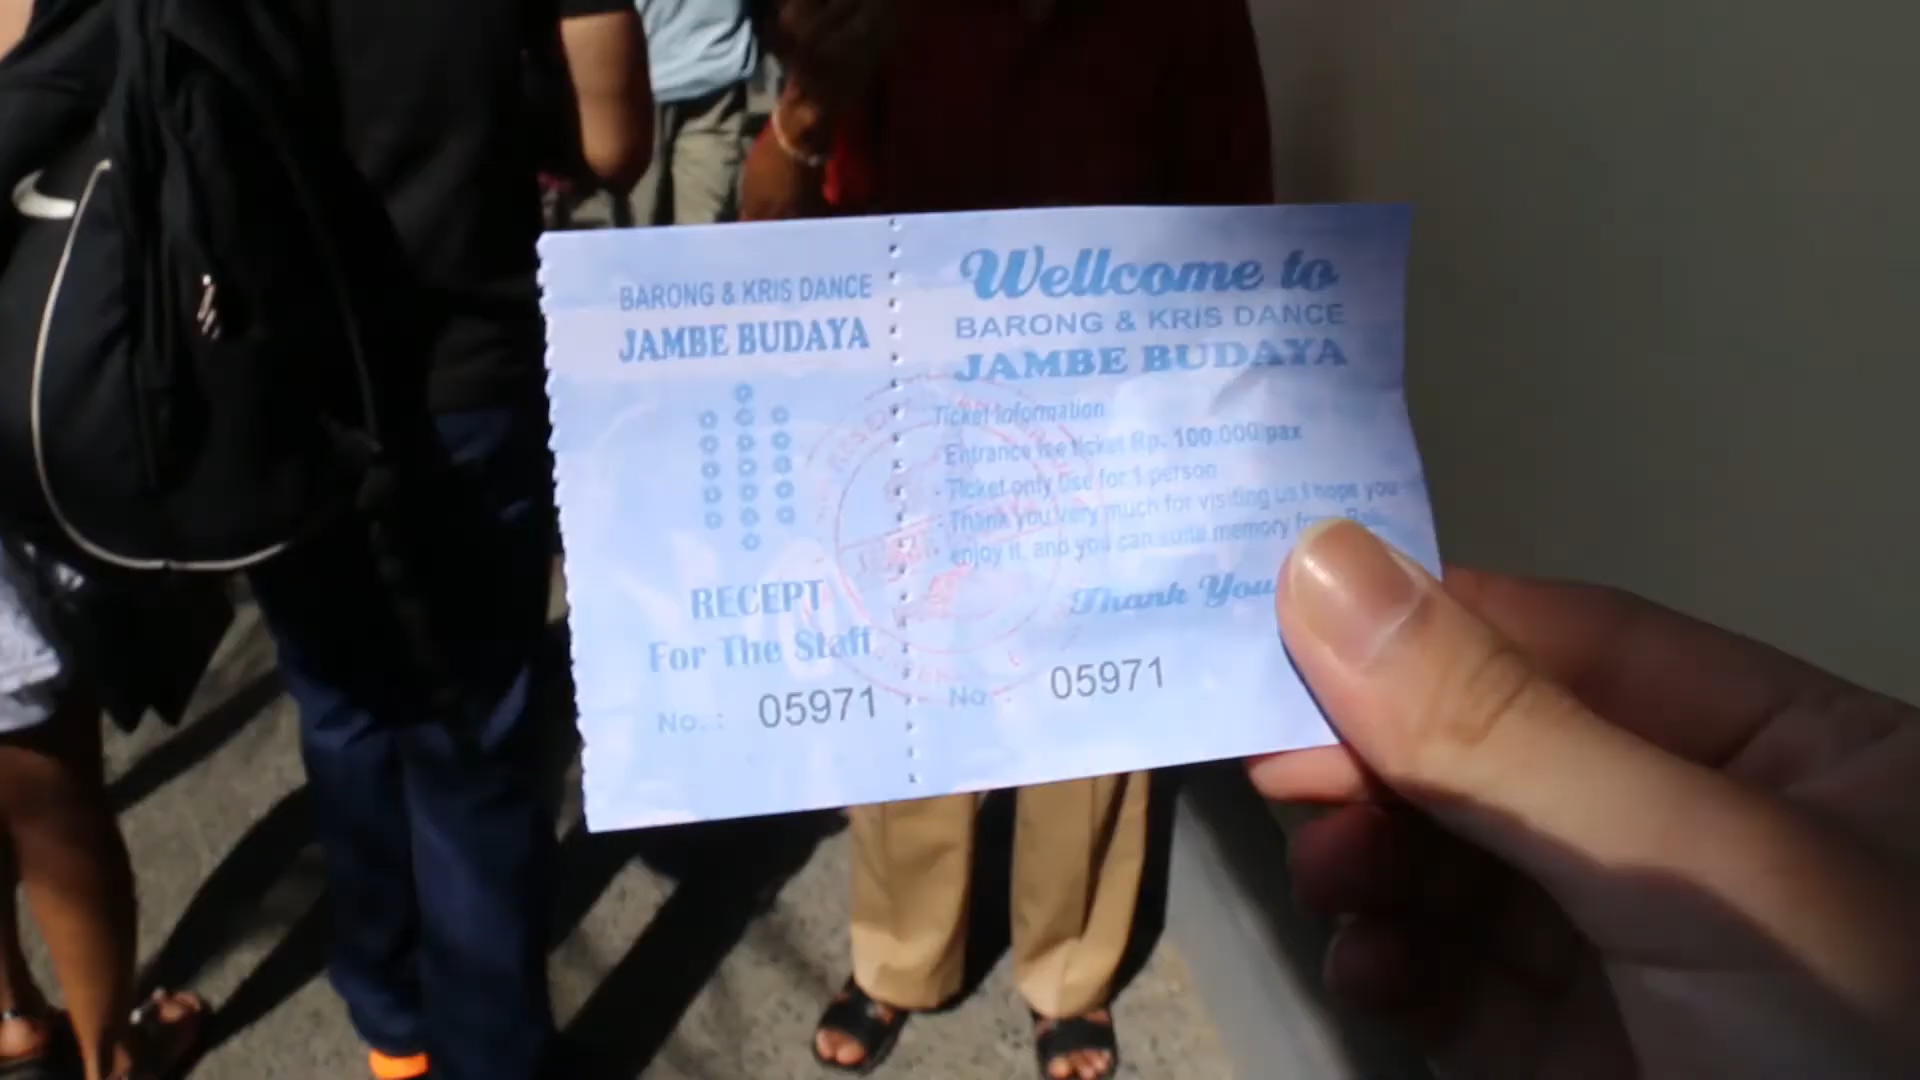 BARONG & KRIS DANCE
JAMBE BUDAYA
RECEPT
For The Staff
No. : 05971
Wellcome to
BARONG & KRIS DANCE
JAMBE BUDAYA
Ticket Information
- Entrance fee ticket Rp. 100.000/pax
- Ticket only Use for 1 person
- Thank you very much for visiting us I hope you
enjoy it, and you can memory
Thank You
No : 05971